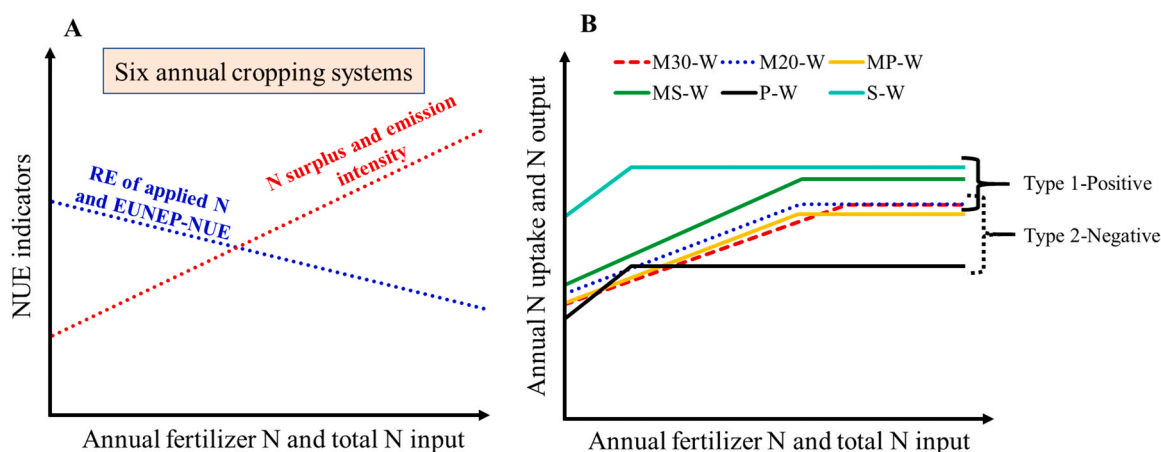 A
Six annual cropping systems
N surplus and emission
intensity
RE of applied N
and EUNEP-NUE
NUE indicators
Annual fertilizer N and total N input
B
M30-W M20-W MP-W
MS-W P-W S-W
Annual N uptake and N output
Type 1-Positive
Type 2-Negative
Annual fertilizer N and total N input